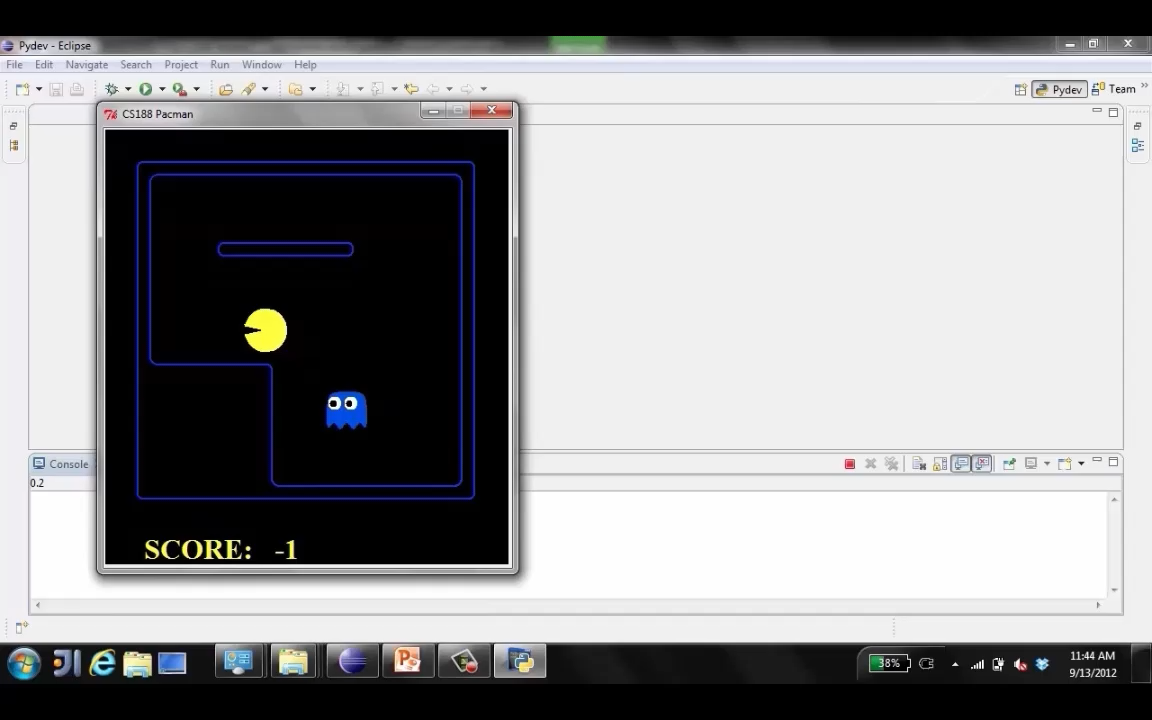 Pydev - Eclipse
File Edit Navigate Search Project Run Window Help
Pydev Team
CS188 Pacman
SCORE: -1
Console
0.2
38%
11:44 AM
9/13/2012